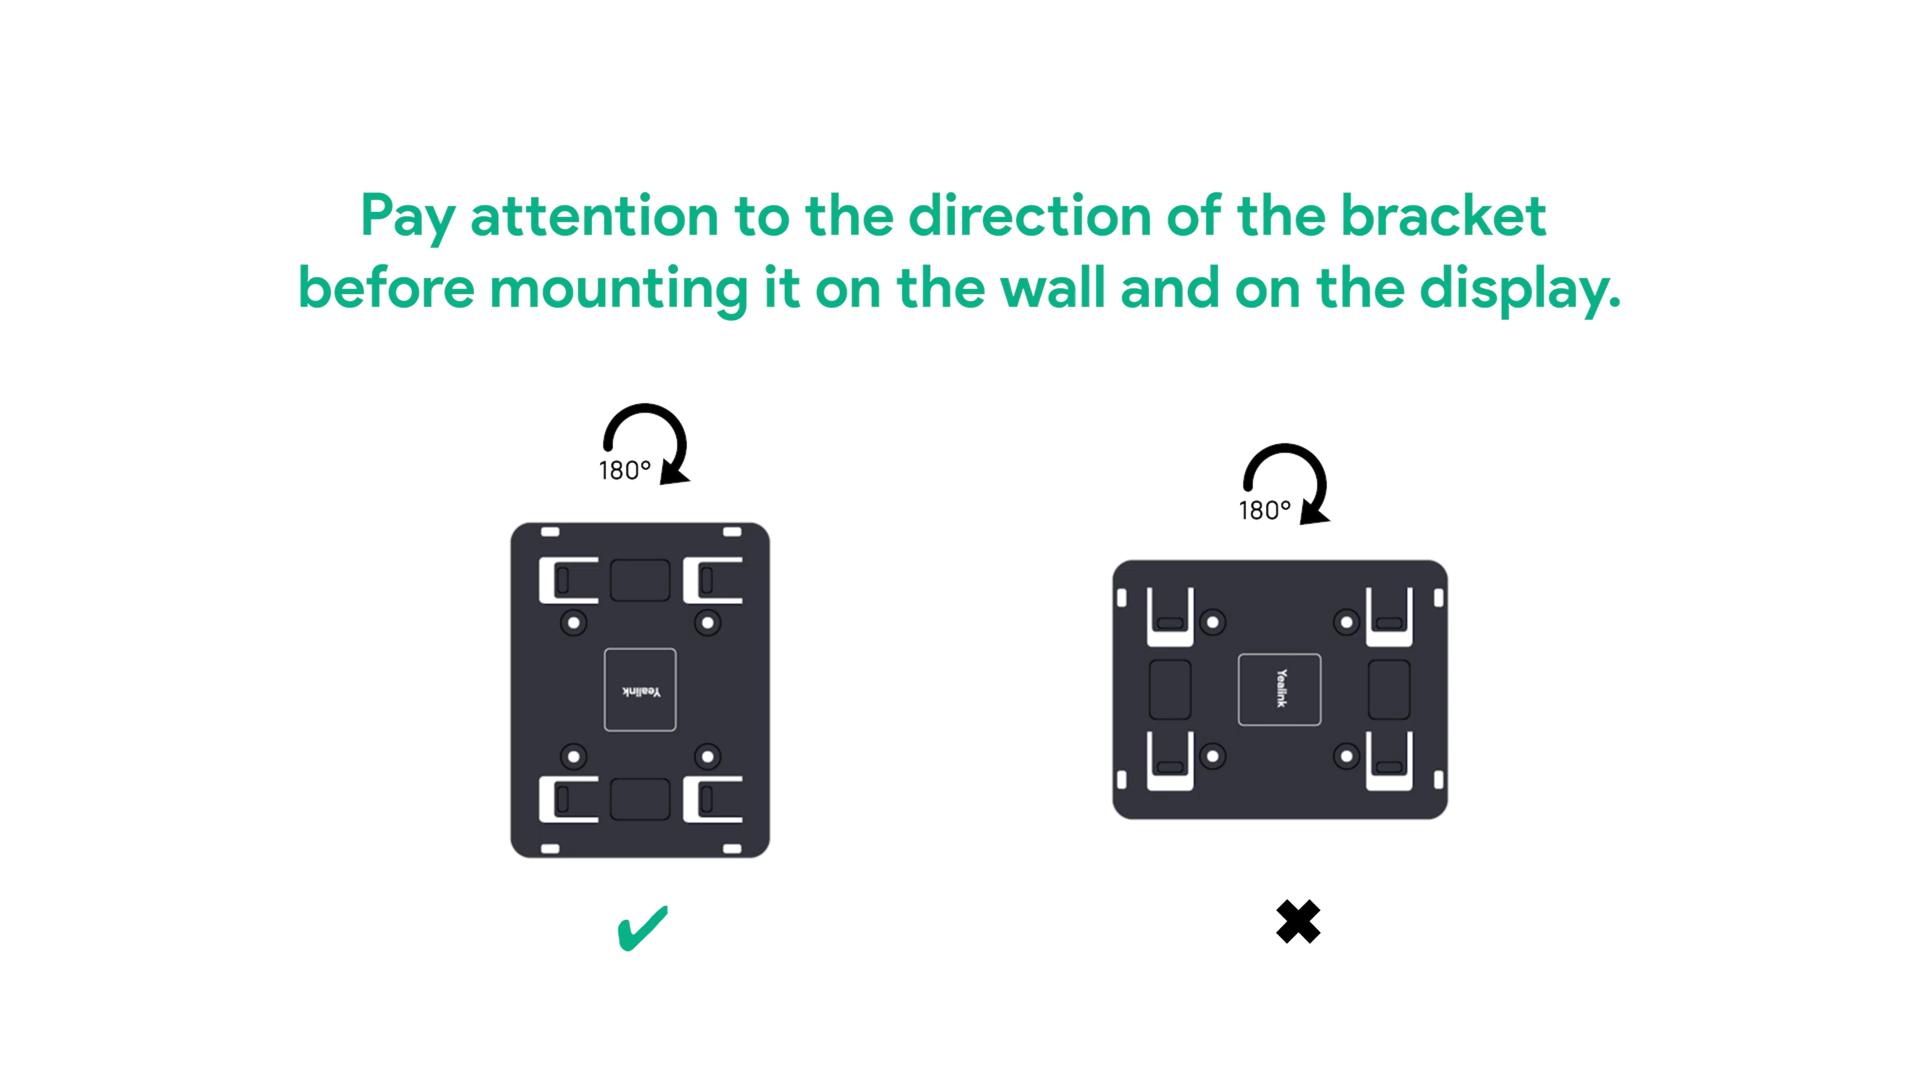 Pay attention to the direction of the bracket
before mounting it on the wall and on the display.
180°
180°
Yealink
Yealink